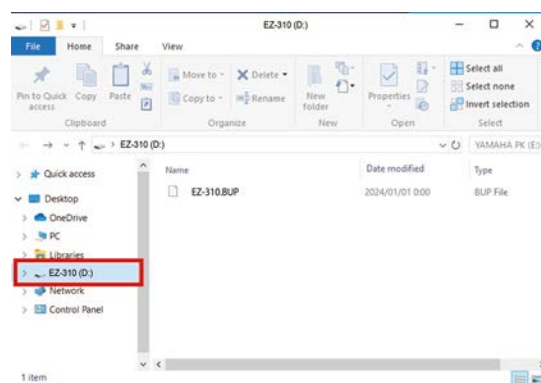 EZ-310 (D:)
File Home Share View
Pin to Quick access
Copy
Paste
Move to
Copy to
Delete
Rename
New folder
Properties
Select all
Select none
Invert selection
Clipboard Organize New Open Select
EZ-310 (D:)
YAMAHA PK (E:)
Quick access
Desktop
OneDrive
PC
Libraries
EZ-310 (D:)
Network
Control Panel
Name Date modified Type
EZ-310.BUP 2024/01/01 0:00 BUP File
1 item